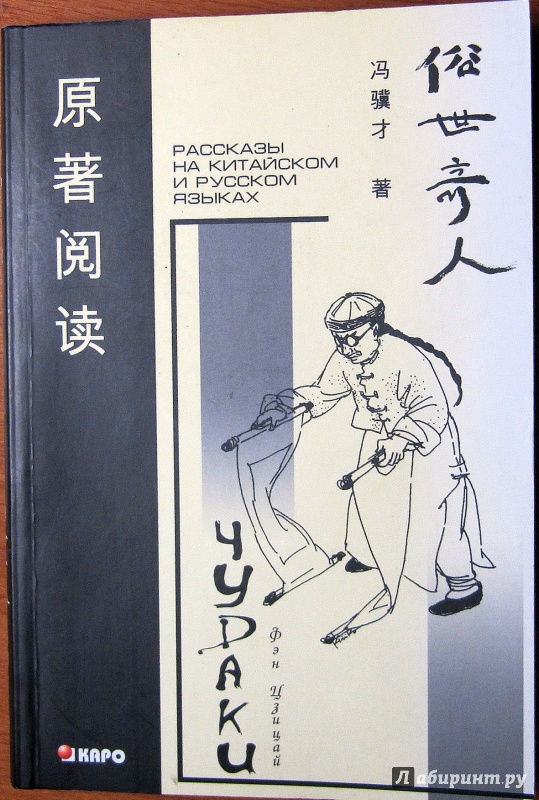 原著阅读
俗世奇人
冯骥才 著
РАССКАЗЫ
НА КИТАЙСКОМ
И РУССКОМ
ЯЗЫКАХ
ЧУДАКИ
Фэн Цзицай
КАРО
Лабиринт.ру